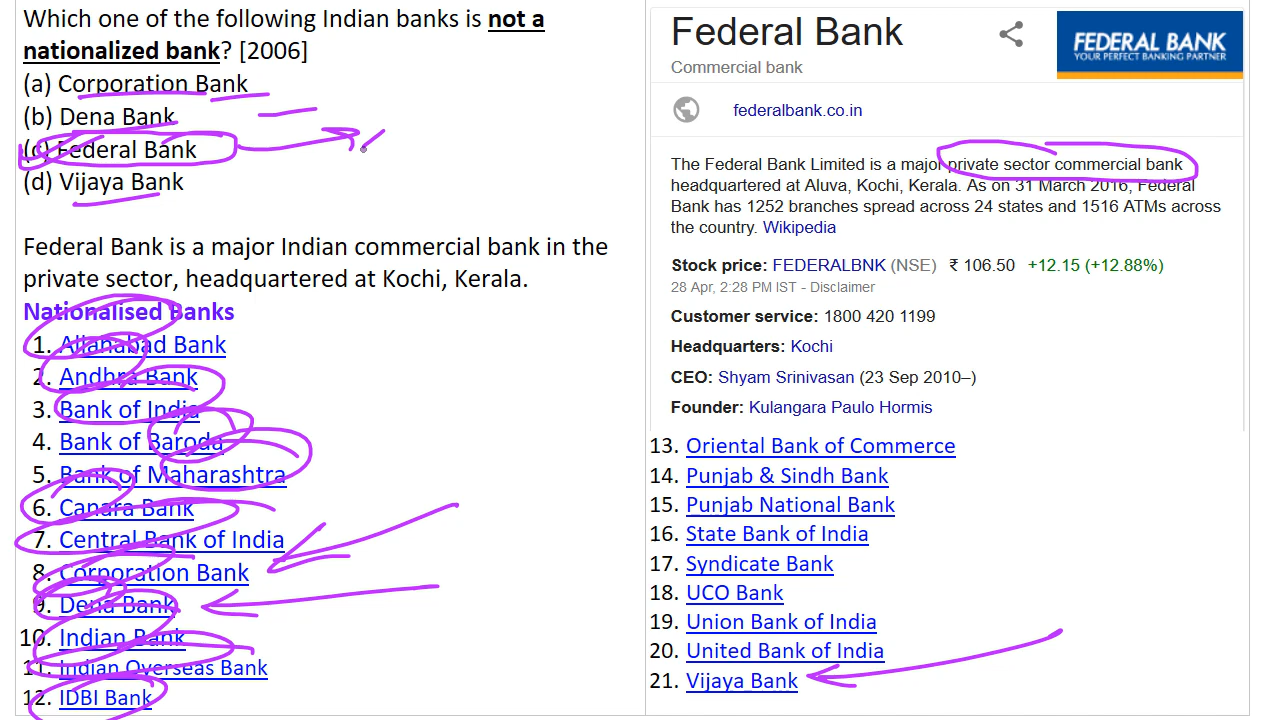 Which one of the following Indian banks is not a
nationalized bank? [2006]
(a) Corporation Bank
(b) Dena Bank
(c) Federal Bank
(d) Vijaya Bank
Federal Bank is a major Indian commercial bank in the
private sector, headquartered at Kochi, Kerala.
Nationalised Banks
1. Allahabad Bank
2. Andhra Bank
3. Bank of India
4. Bank of Baroda
5. Bank of Maharashtra
6. Canara Bank
7. Central Bank of India
8. Corporation Bank
9. Dena Bank
10. Indian Bank
11. Indian Overseas Bank
12. IDBI Bank
Federal Bank
Commercial bank
FEDERAL BANK
YOUR PERFECT BANKING PARTNER
federalbank.co.in
The Federal Bank Limited is a major private sector commercial bank
headquartered at Aluva, Kochi, Kerala. As on 31 March 2016, Federal
Bank has 1252 branches spread across 24 states and 1516 ATMs across
the country. Wikipedia
Stock price: FEDERALBNK (NSE) ₹ 106.50 +12.15 (+12.88%)
28 Apr, 2:28 PM IST - Disclaimer
Customer service: 1800 420 1199
Headquarters: Kochi
CEO: Shyam Srinivasan (23 Sep 2010–)
Founder: Kulangara Paulo Hormis
13. Oriental Bank of Commerce
14. Punjab & Sindh Bank
15. Punjab National Bank
16. State Bank of India
17. Syndicate Bank
18. UCO Bank
19. Union Bank of India
20. United Bank of India
21. Vijaya Bank